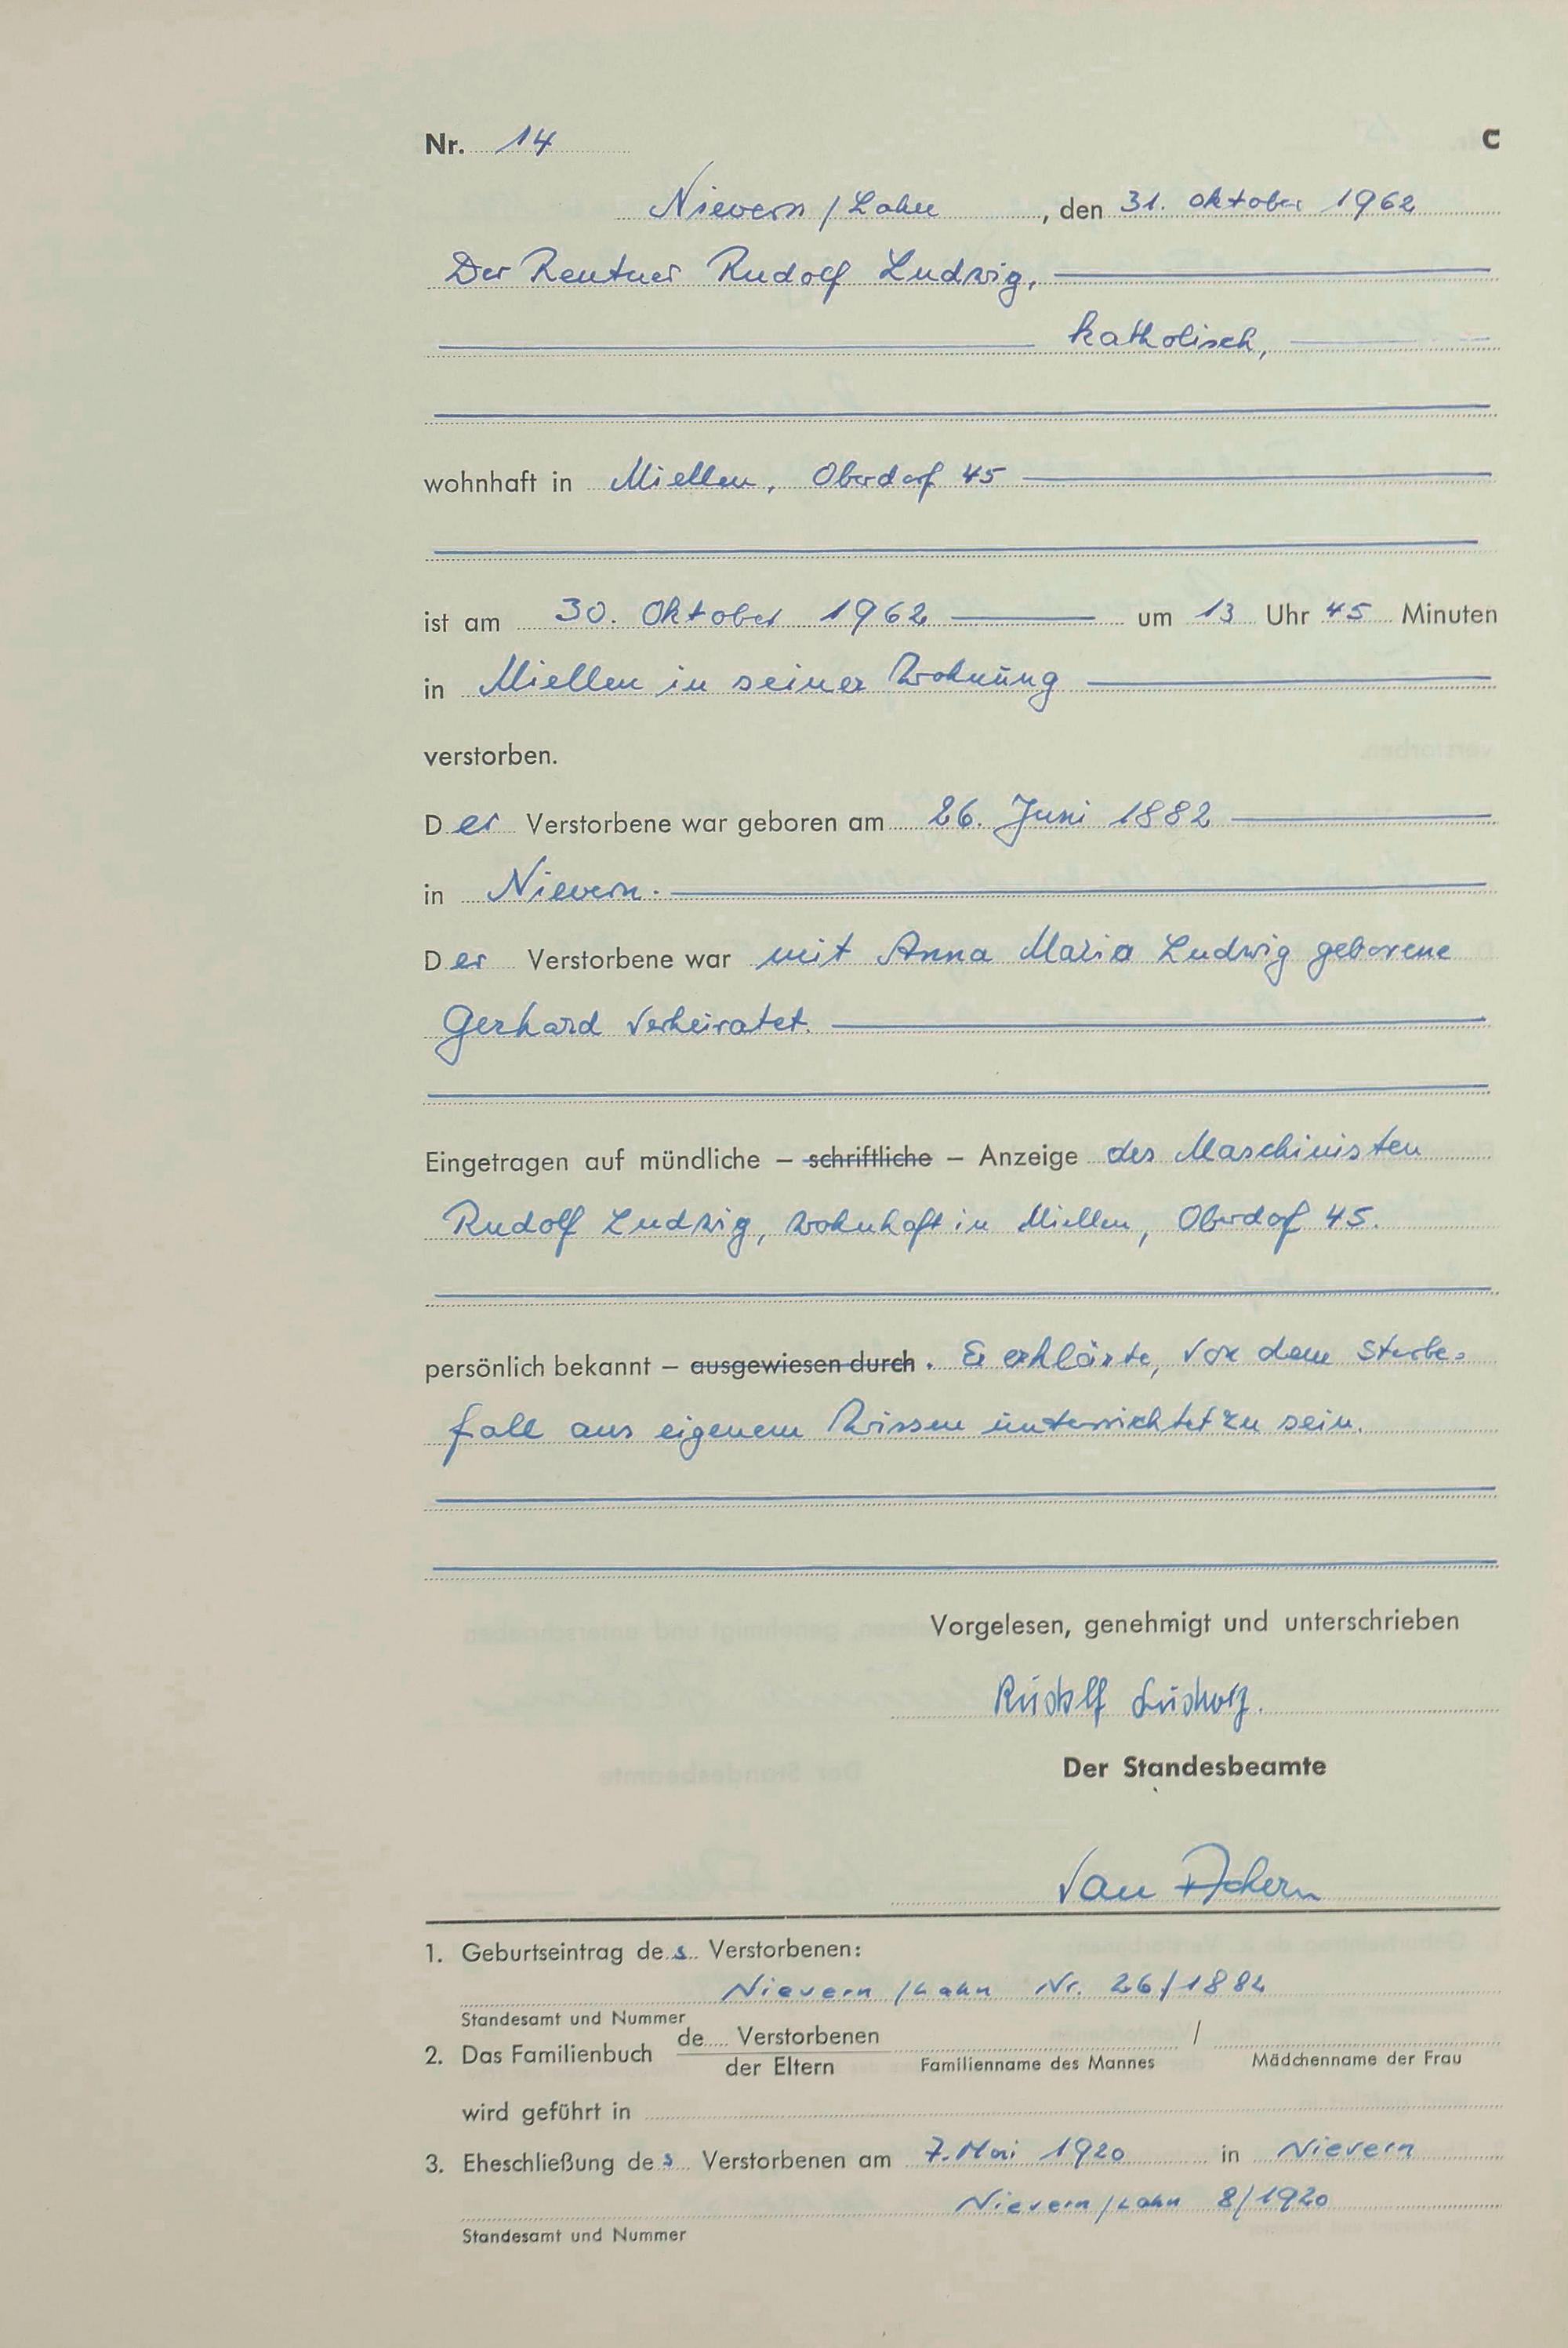 Nr. 14 C
Nievern / Lahn, den 31. Oktober 1962
Der Rentner Rudolf Ludwig,
katholisch,
wohnhaft in Miellen, Oberdorf 45
ist am 30. Oktober 1962 um 13 Uhr 45 Minuten
in Miellen in seiner Wohnung
verstorben.
Der Verstorbene war geboren am 26. Juni 1882
in Nievern.
Der Verstorbene war mit Anna Maria Ludwig geborene
Gerhard verheiratet.
Eingetragen auf mündliche – schriftliche – Anzeige des Maschinisten
Rudolf Ludwig, wohnhaft in Miellen, Oberdorf 45.
persönlich bekannt – ausgewiesen durch . Er erklärte, von dem Sterbe-
fall aus eigenem Wissen unterrichtet zu sein.
Vorgelesen, genehmigt und unterschrieben
Rudolf Ludwig.
Der Standesbeamte
van
1. Geburtseintrag des Verstorbenen:
Nievern / Lahn Nr. 26/1882
Standesamt und Nummer
2. Das Familienbuch de..... Verstorbenen / der Eltern /
Familienname des Mannes Mädchenname der Frau
wird geführt in
3. Eheschließung des Verstorbenen am 7. Mai 1920 in Nievern
Nievern / Lahn 8/1920
Standesamt und Nummer